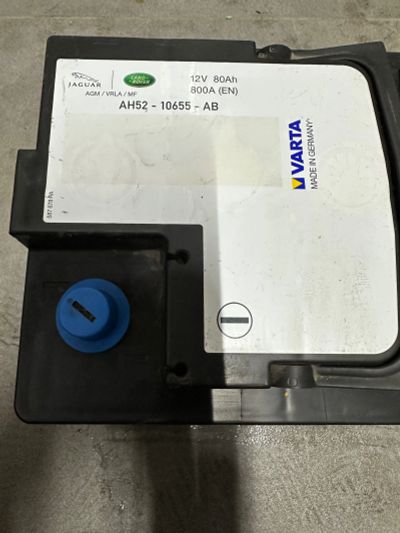 JAGUAR
LAND
ROVER
12V 80Ah
AGM / VRLA / MF
800A (EN)
AH52 - 10655 - AB
VARTA
MADE IN GERMANY